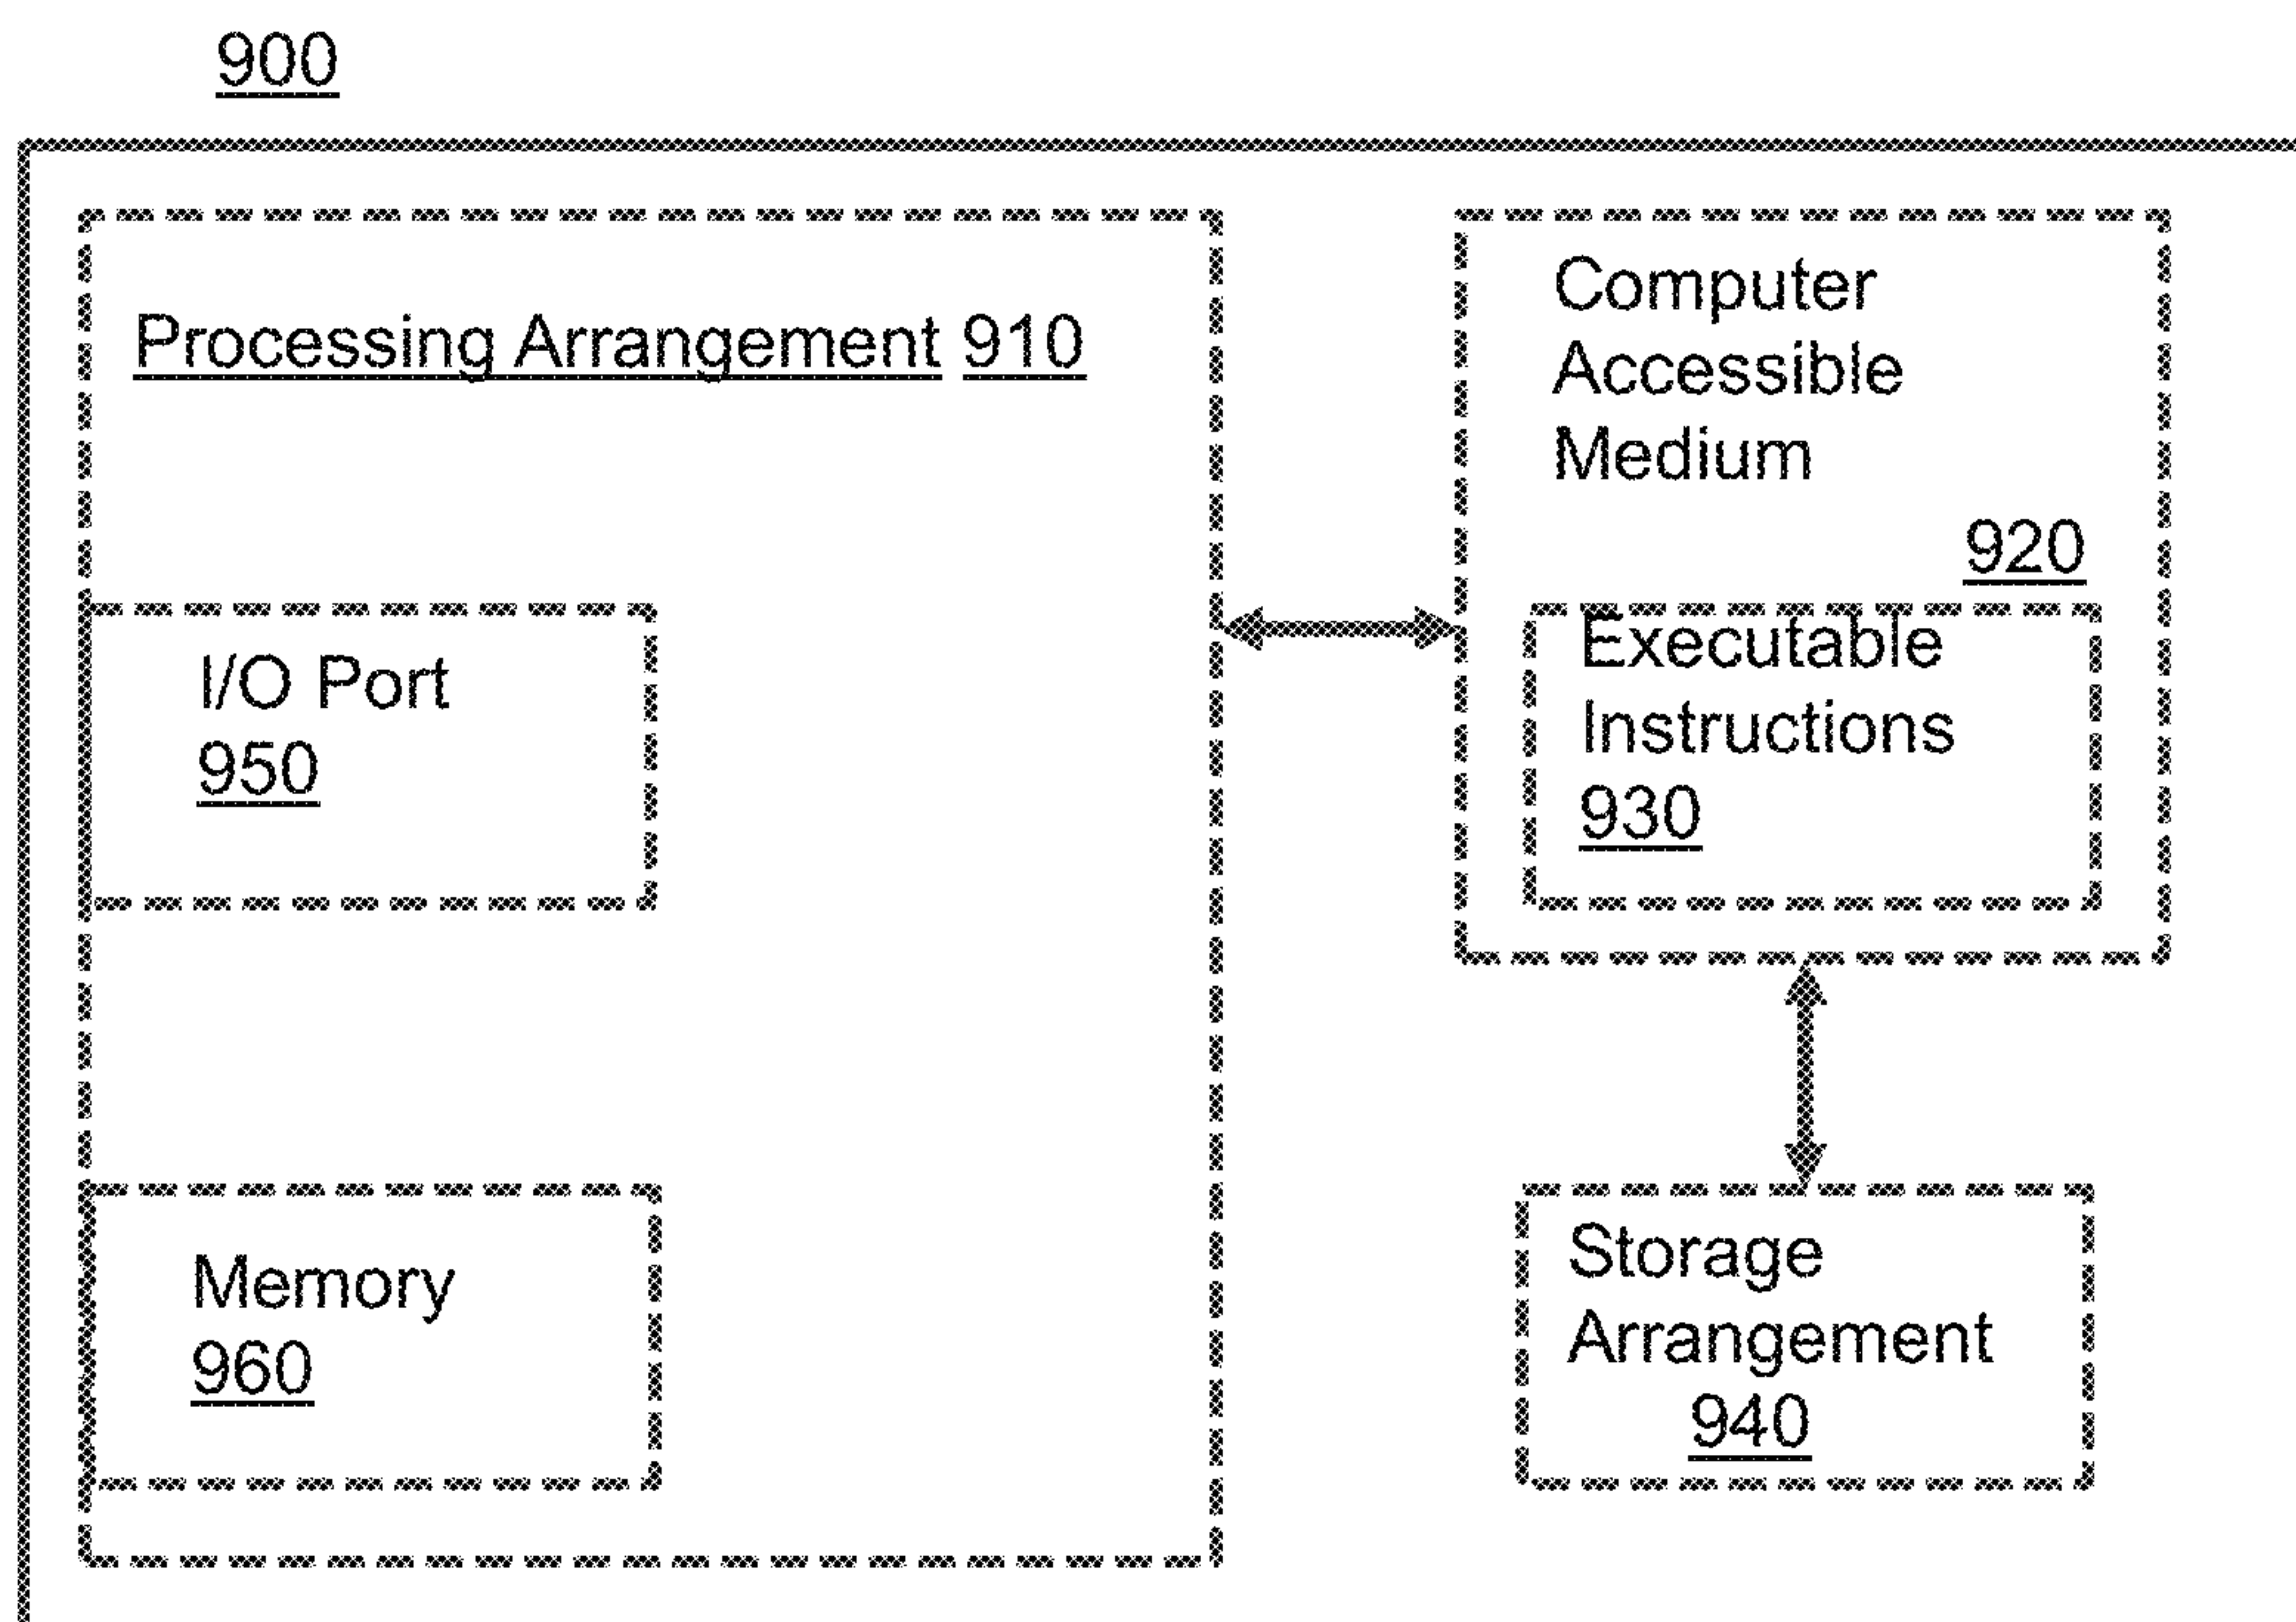 900
Processing Arrangement 910
I/O Port
950
Memory
960
Computer
Accessible
Medium
920
Executable
Instructions
930
Storage
Arrangement
940